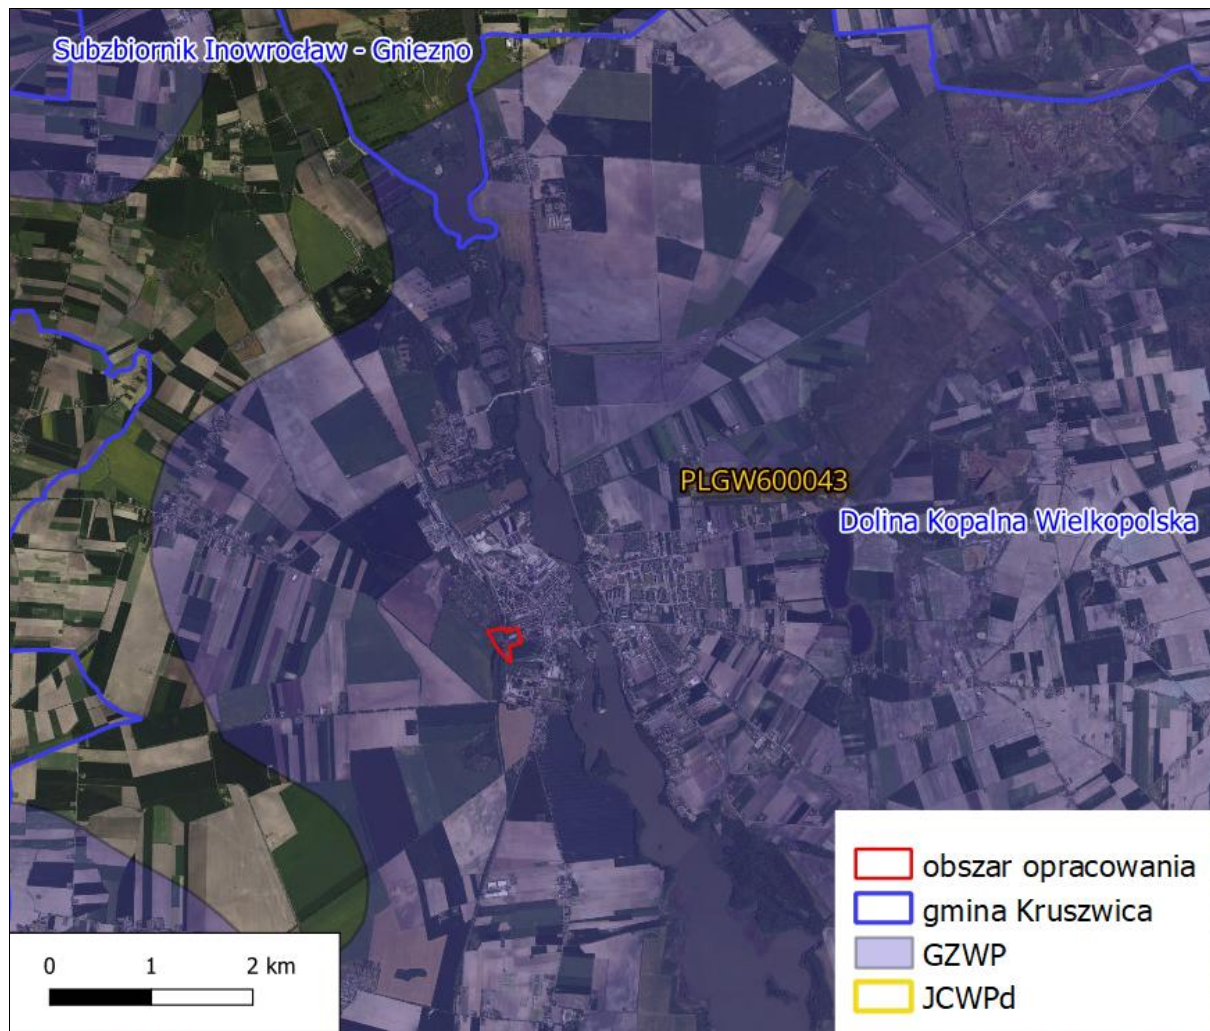 Subzbiornik Inowrocław - Gniezno
PLGW600043
Dolina Kopalna Wielkopolska
obszar opracowania
gmina Kruszwica
GZWP
JCWPd
0 1 2 km